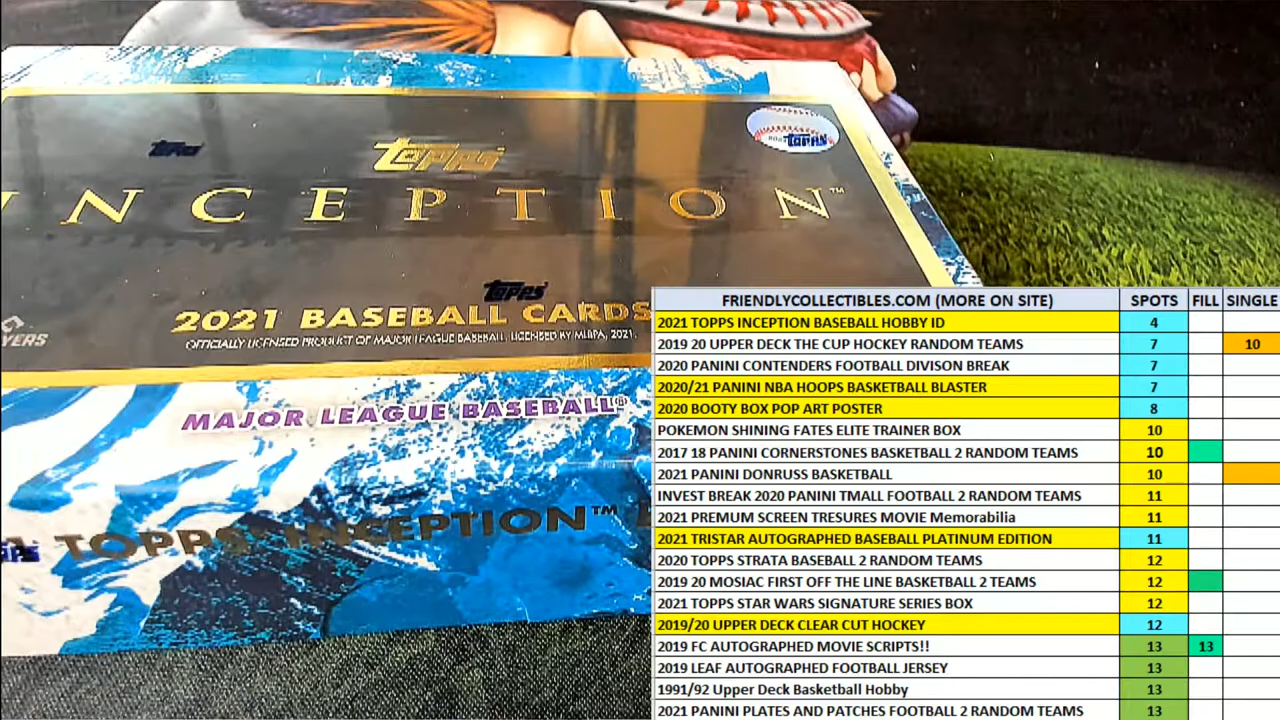 Topps
Topps
Topps
INCEPTION™
Topps
2021 BASEBALL CARDS
OFFICIALLY LICENSED PRODUCT OF MAJOR LEAGUE BASEBALL. LICENSED BY MLBPA, 2021.
YERS
MAJOR LEAGUE BASEBALL®
TOPPS INCEPTION™
FRIENDLYCOLLECTIBLES.COM (MORE ON SITE) SPOTS FILL SINGLE
2021 TOPPS INCEPTION BASEBALL HOBBY ID 4
2019 20 UPPER DECK THE CUP HOCKEY RANDOM TEAMS 7 10
2020 PANINI CONTENDERS FOOTBALL DIVISON BREAK 7
2020/21 PANINI NBA HOOPS BASKETBALL BLASTER 7
2020 BOOTY BOX POP ART POSTER 8
POKEMON SHINING FATES ELITE TRAINER BOX 10
2017 18 PANINI CORNERSTONES BASKETBALL 2 RANDOM TEAMS 10
2021 PANINI DONRUSS BASKETBALL 10
INVEST BREAK 2020 PANINI TMALL FOOTBALL 2 RANDOM TEAMS 11
2021 PREMUM SCREEN TRESURES MOVIE Memorabilia 11
2021 TRISTAR AUTOGRAPHED BASEBALL PLATINUM EDITION 11
2020 TOPPS STRATA BASEBALL 2 RANDOM TEAMS 12
2019 20 MOSIAC FIRST OFF THE LINE BASKETBALL 2 TEAMS 12
2021 TOPPS STAR WARS SIGNATURE SERIES BOX 12
2019/20 UPPER DECK CLEAR CUT HOCKEY 12
2019 FC AUTOGRAPHED MOVIE SCRIPTS!! 13 13
2019 LEAF AUTOGRAPHED FOOTBALL JERSEY 13
1991/92 Upper Deck Basketball Hobby 13
2021 PANINI PLATES AND PATCHES FOOTBALL 2 RANDOM TEAMS 13